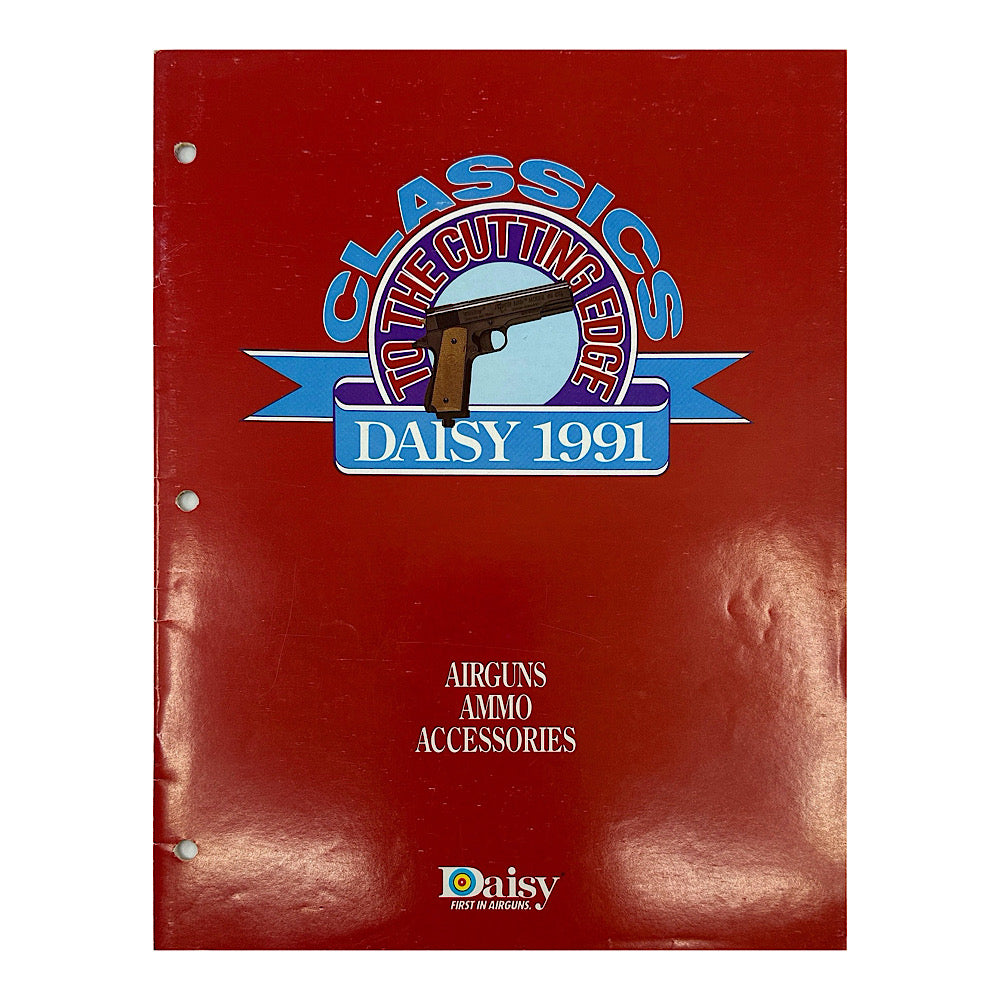 CLASSICS
TO THE CUTTING EDGE
DAISY 1991
AIRGUNS
AMMO
ACCESSORIES
Daisy
FIRST IN AIRGUNS.